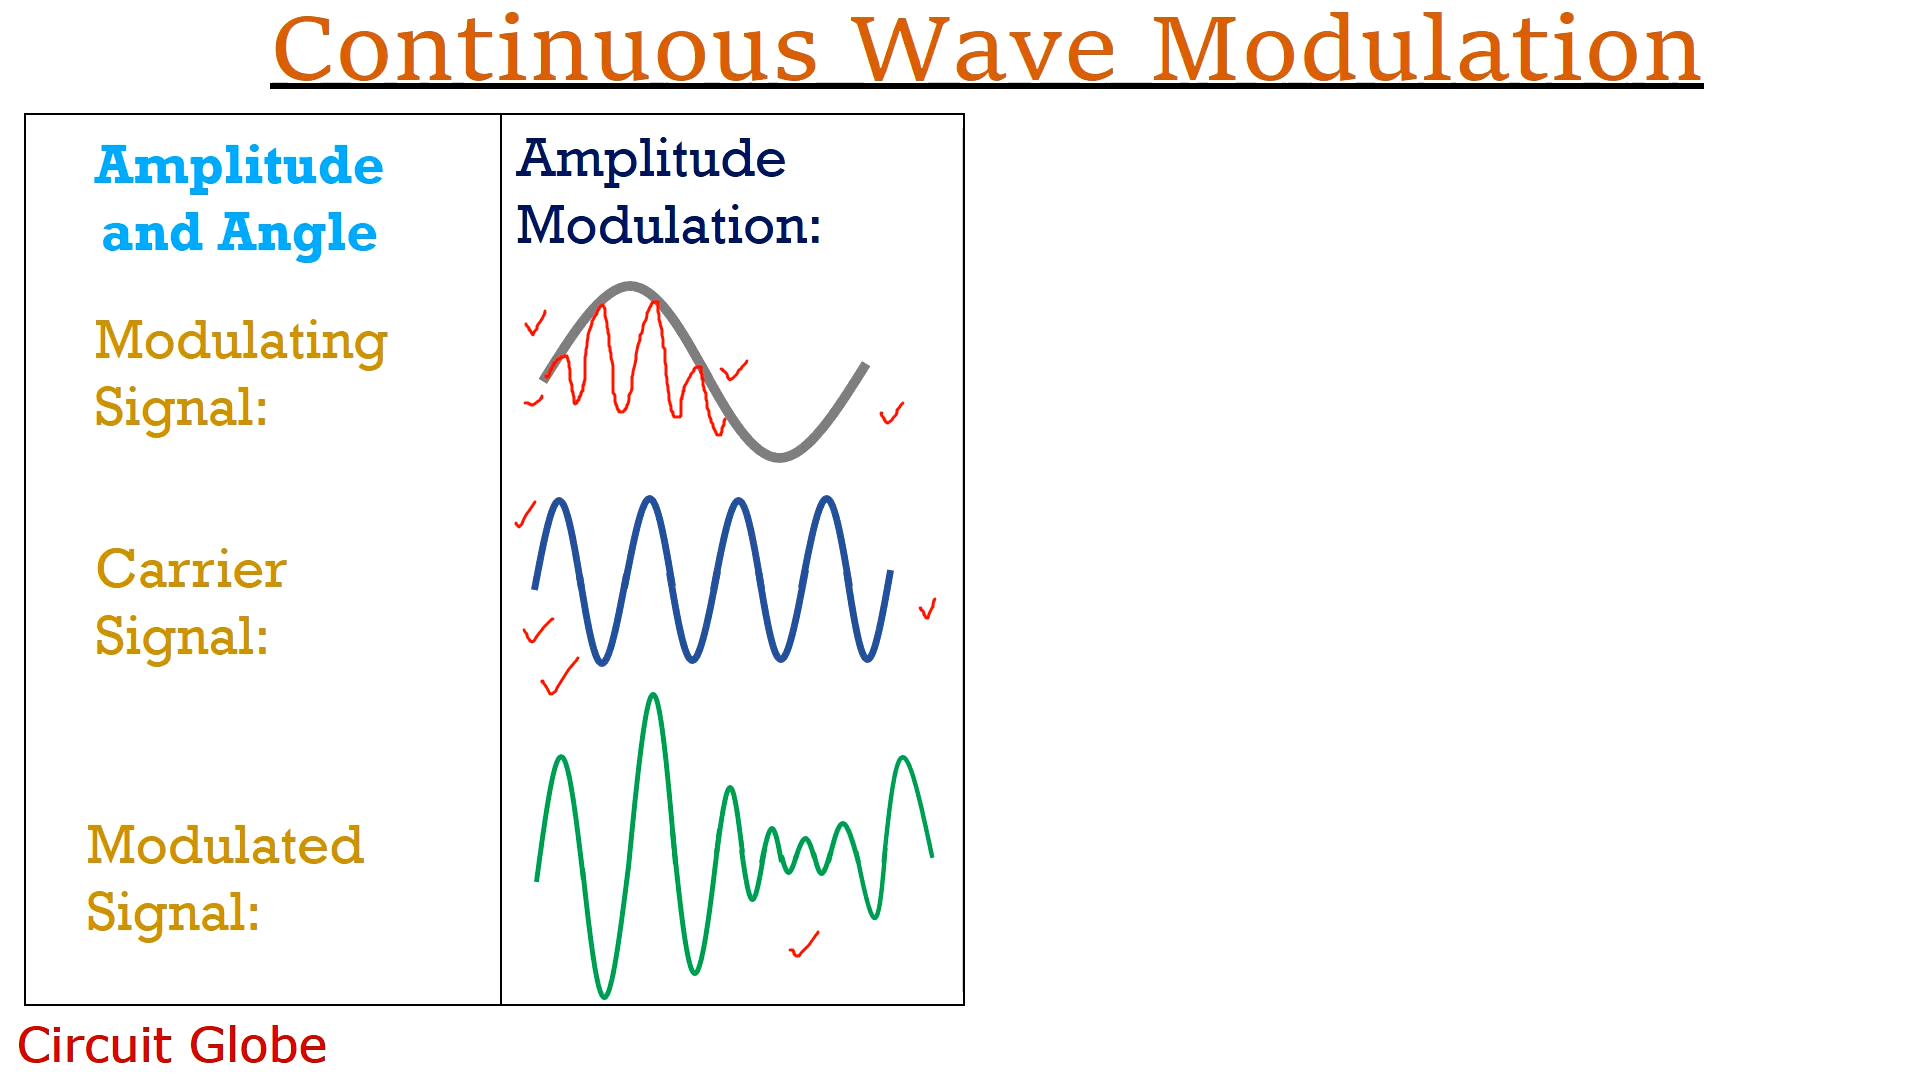 Continuous Wave Modulation
Amplitude
and Angle
Amplitude
Modulation:
Modulating
Signal:
Carrier
Signal:
Modulated
Signal:
Circuit Globe